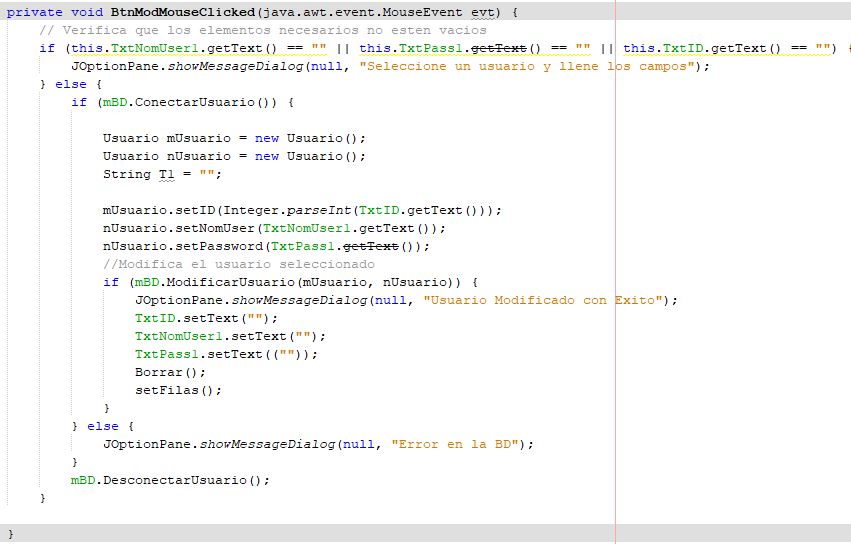 private void BtnModMouseClicked(java.awt.event.MouseEvent evt) {
// Verifica que los elementos necesarios no esten vacios
if (this.TxtNomUser1.getText() == "" || this.TxtPass1.getText() == "" || this.TxtID.getText() == "") {
JOptionPane.showMessageDialog(null, "Seleccione un usuario y llene los campos");
} else {
if (mBD.ConectarUsuario()) {
Usuario mUsuario = new Usuario();
Usuario nUsuario = new Usuario();
String T1 = "";
mUsuario.setID(Integer.parseInt(TxtID.getText()));
nUsuario.setNomUser(TxtNomUser1.getText());
nUsuario.setPassword(TxtPass1.getText());
//Modifica el usuario seleccionado
if (mBD.ModificarUsuario(mUsuario, nUsuario)) {
JOptionPane.showMessageDialog(null, "Usuario Modificado con Exito");
TxtID.setText("");
TxtNomUser1.setText("");
TxtPass1.setText((""));
Borrar();
setFilas();
}
} else {
JOptionPane.showMessageDialog(null, "Error en la BD");
}
mBD.DesconectarUsuario();
}
}